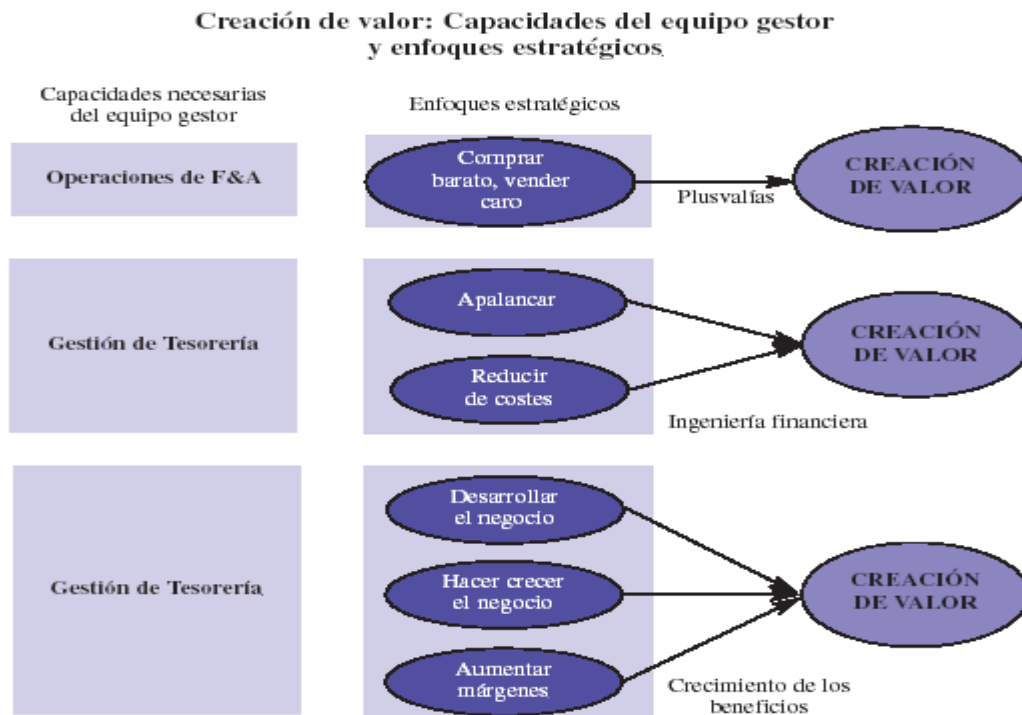 Creación de valor: Capacidades del equipo gestor
y enfoques estratégicos
Capacidades necesarias
del equipo gestor
Enfoques estratégicos
Operaciones de F&A
Comprar
barato, vender
caro
Plusvalías
CREACIÓN
DE VALOR
Gestión de Tesorería
Apalancar
Reducir
de costes
Ingeniería financiera
CREACIÓN
DE VALOR
Gestión de Tesorería
Desarrollar
el negocio
Hacer crecer
el negocio
Aumentar
márgenes
Crecimiento de los
beneficios
CREACIÓN
DE VALOR